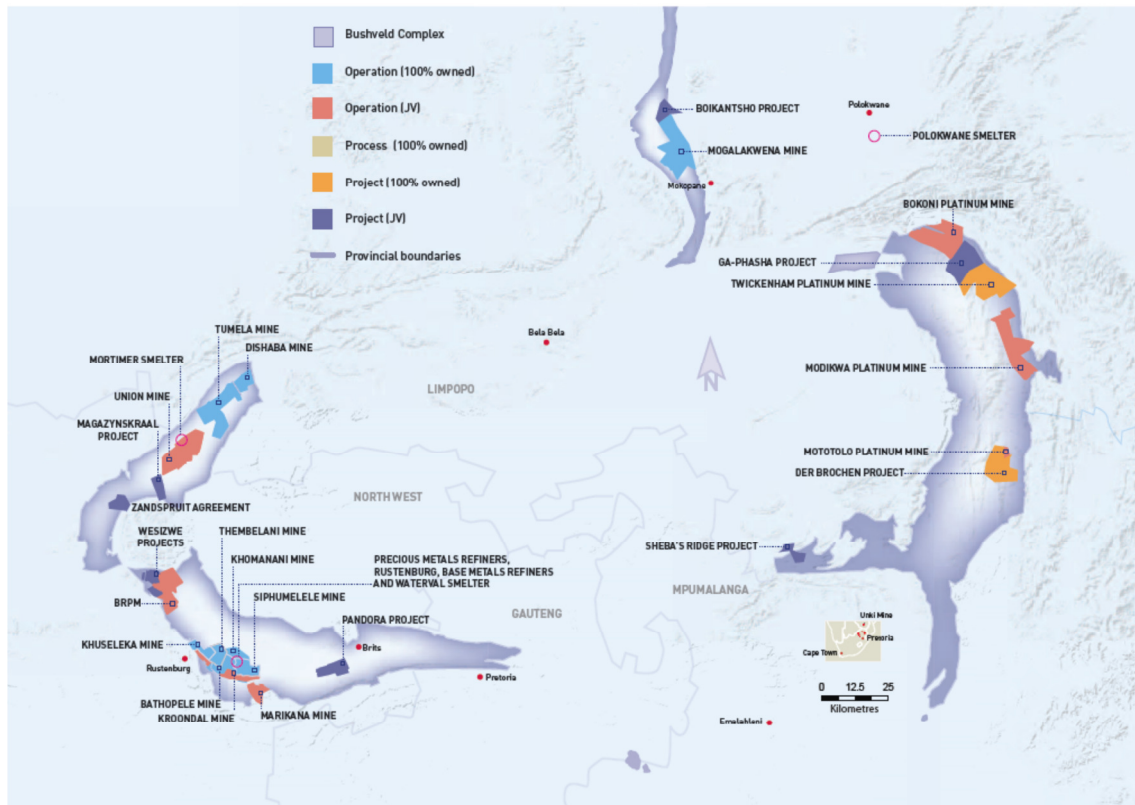 Bushveld Complex
Operation (100% owned)
Operation (JV)
Process (100% owned)
Project (100% owned)
Project (JV)
Provincial boundaries
BOIKANTSHO PROJECT
MOGALAKWENA MINE
Mokopane
Polokwane
POLOKWANE SMELTER
BOKONI PLATINUM MINE
GA-PHASHA PROJECT
TWICKENHAM PLATINUM MINE
MODIKWA PLATINUM MINE
MOTOTOLO PLATINUM MINE
DER BROCHEN PROJECT
SHEBA'S RIDGE PROJECT
TUMELA MINE
DISHABA MINE
MORTIMER SMELTER
UNION MINE
MAGAZYNSKRAAL
PROJECT
ZANDSPRUIT AGREEMENT
Bela Bela
LIMPOPO
N
NORTH WEST
WESIZWE
PROJECTS
THEMBELANI MINE
KHOMANANI MINE
PRECIOUS METALS REFINERS,
RUSTENBURG, BASE METALS REFINERS
AND WATERVAL SMELTER
SIPHUMELELE MINE
BRPM
PANDORA PROJECT
KHUSELEKA MINE
Rustenburg
Brits
Pretoria
BATHOPELE MINE
KROONDAL MINE
MARIKANA MINE
GAUTENG
MPUMALANGA
Unki Mine
Pretoria
Cape Town
0 12.5 25
Kilometres
Emalahleni